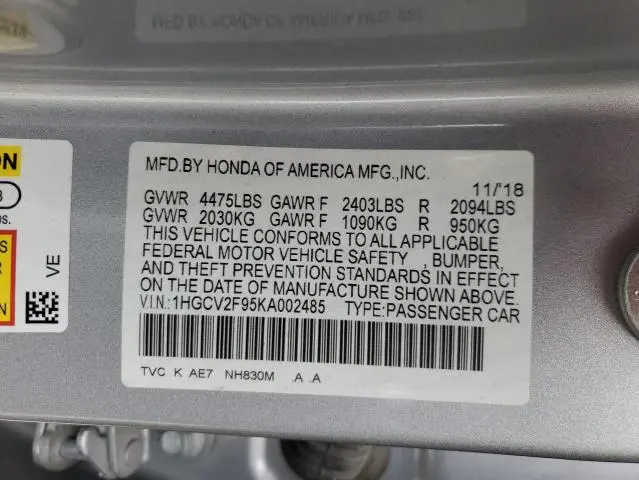 MFD.BY HONDA OF AMERICA MFG.,INC.
11/'18
GVWR 4475LBS GAWR F 2403LBS R 2094LBS
GVWR 2030KG GAWR F 1090KG R 950KG
THIS VEHICLE CONFORMS TO ALL APPLICABLE
FEDERAL MOTOR VEHICLE SAFETY , BUMPER,
AND THEFT PREVENTION STANDARDS IN EFFECT
ON THE DATE OF MANUFACTURE SHOWN ABOVE.
V.I.N.:1HGCV2F95KA002485 TYPE:PASSENGER CAR
TVC K AE7 NH830M .A .A
VE